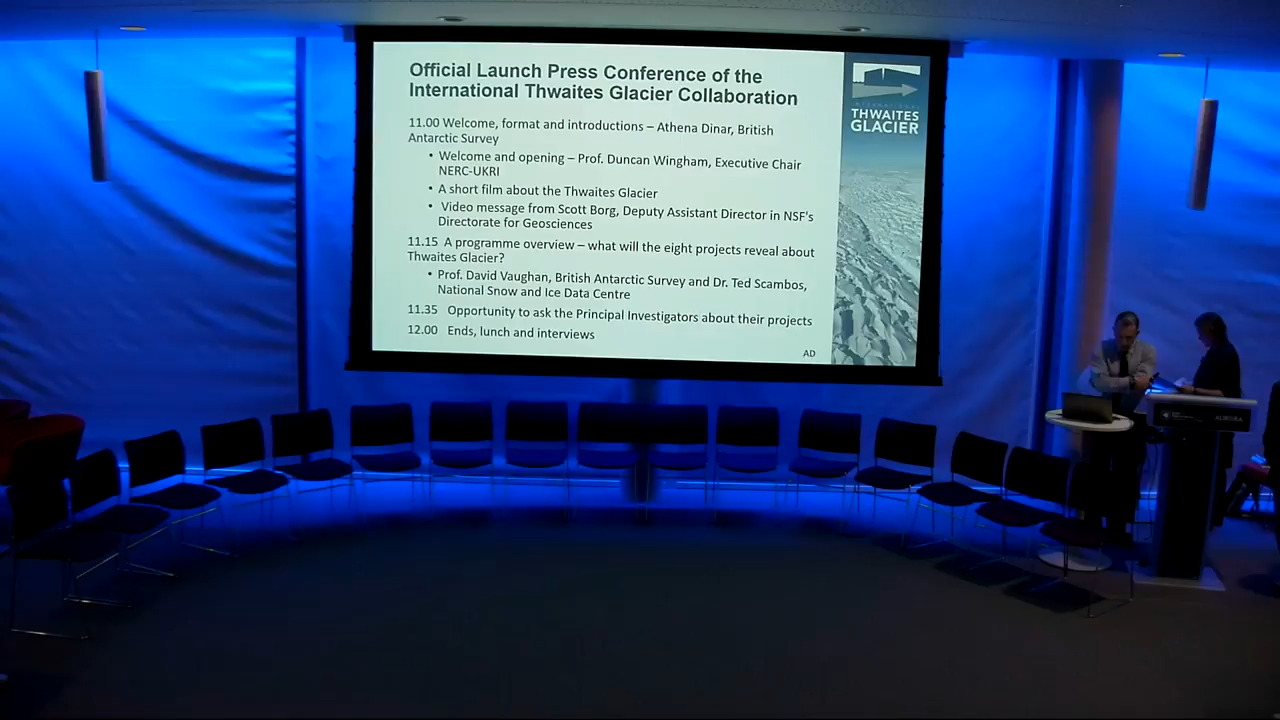 Official Launch Press Conference of the
International Thwaites Glacier Collaboration
11.00 Welcome, format and introductions – Athena Dinar, British
Antarctic Survey
• Welcome and opening – Prof. Duncan Wingham, Executive Chair
NERC-UKRI
• A short film about the Thwaites Glacier
• Video message from Scott Borg, Deputy Assistant Director in NSF's
Directorate for Geosciences
11.15 A programme overview – what will the eight projects reveal about
Thwaites Glacier?
• Prof. David Vaughan, British Antarctic Survey and Dr. Ted Scambos,
National Snow and Ice Data Centre
11.35 Opportunity to ask the Principal Investigators about their projects
12.00 Ends, lunch and interviews
AD
INTERNATIONAL
THWAITES
GLACIER
AURORA